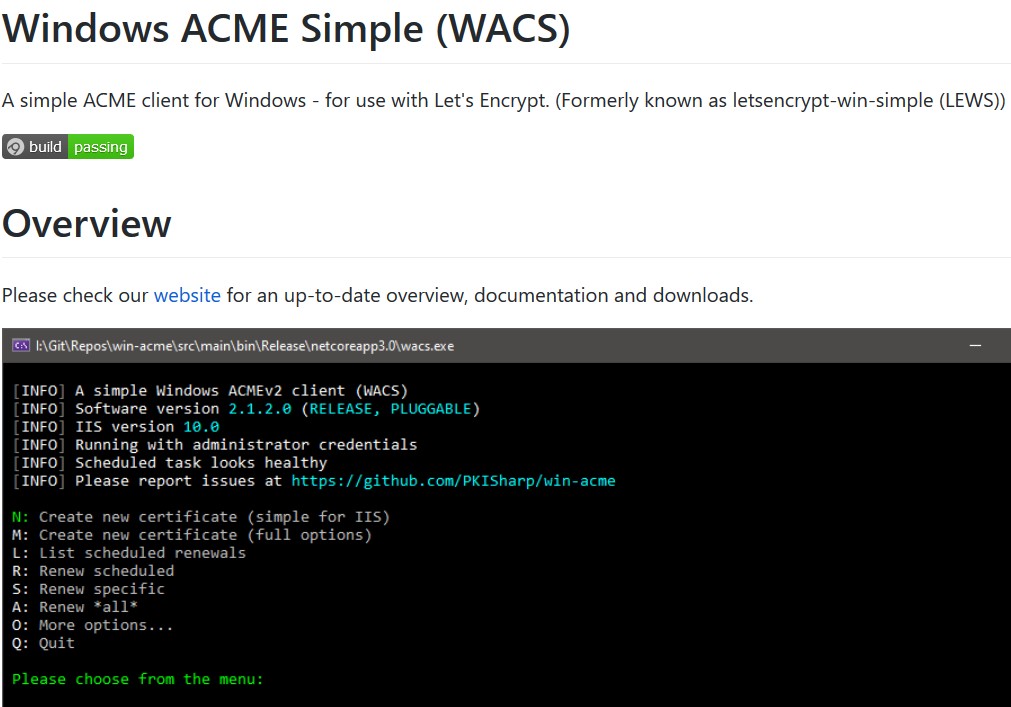 Windows ACME Simple (WACS)
A simple ACME client for Windows - for use with Let's Encrypt. (Formerly known as letsencrypt-win-simple (LEWS))
build passing
Overview
Please check our website for an up-to-date overview, documentation and downloads.
I:\Git\Repos\win-acme\src\main\bin\Release\netcoreapp3.0\wacs.exe
[INFO] A simple Windows ACMEv2 client (WACS)
[INFO] Software version 2.1.2.0 (RELEASE, PLUGGABLE)
[INFO] IIS version 10.0
[INFO] Running with administrator credentials
[INFO] Scheduled task looks healthy
[INFO] Please report issues at https://github.com/PKISharp/win-acme
N: Create new certificate (simple for IIS)
M: Create new certificate (full options)
L: List scheduled renewals
R: Renew scheduled
S: Renew specific
A: Renew *all*
O: More options...
Q: Quit
Please choose from the menu: